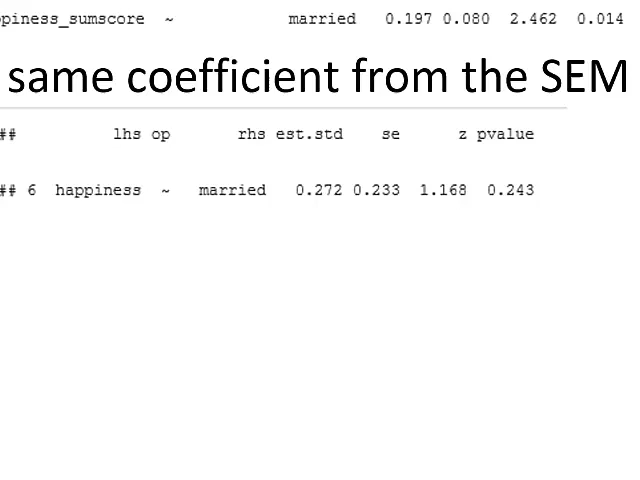 piness_sumscore ~ married 0.197 0.080 2.462 0.014
same coefficient from the SEM
## lhs op rhs est.std se z pvalue
## 6 happiness ~ married 0.272 0.233 1.168 0.243